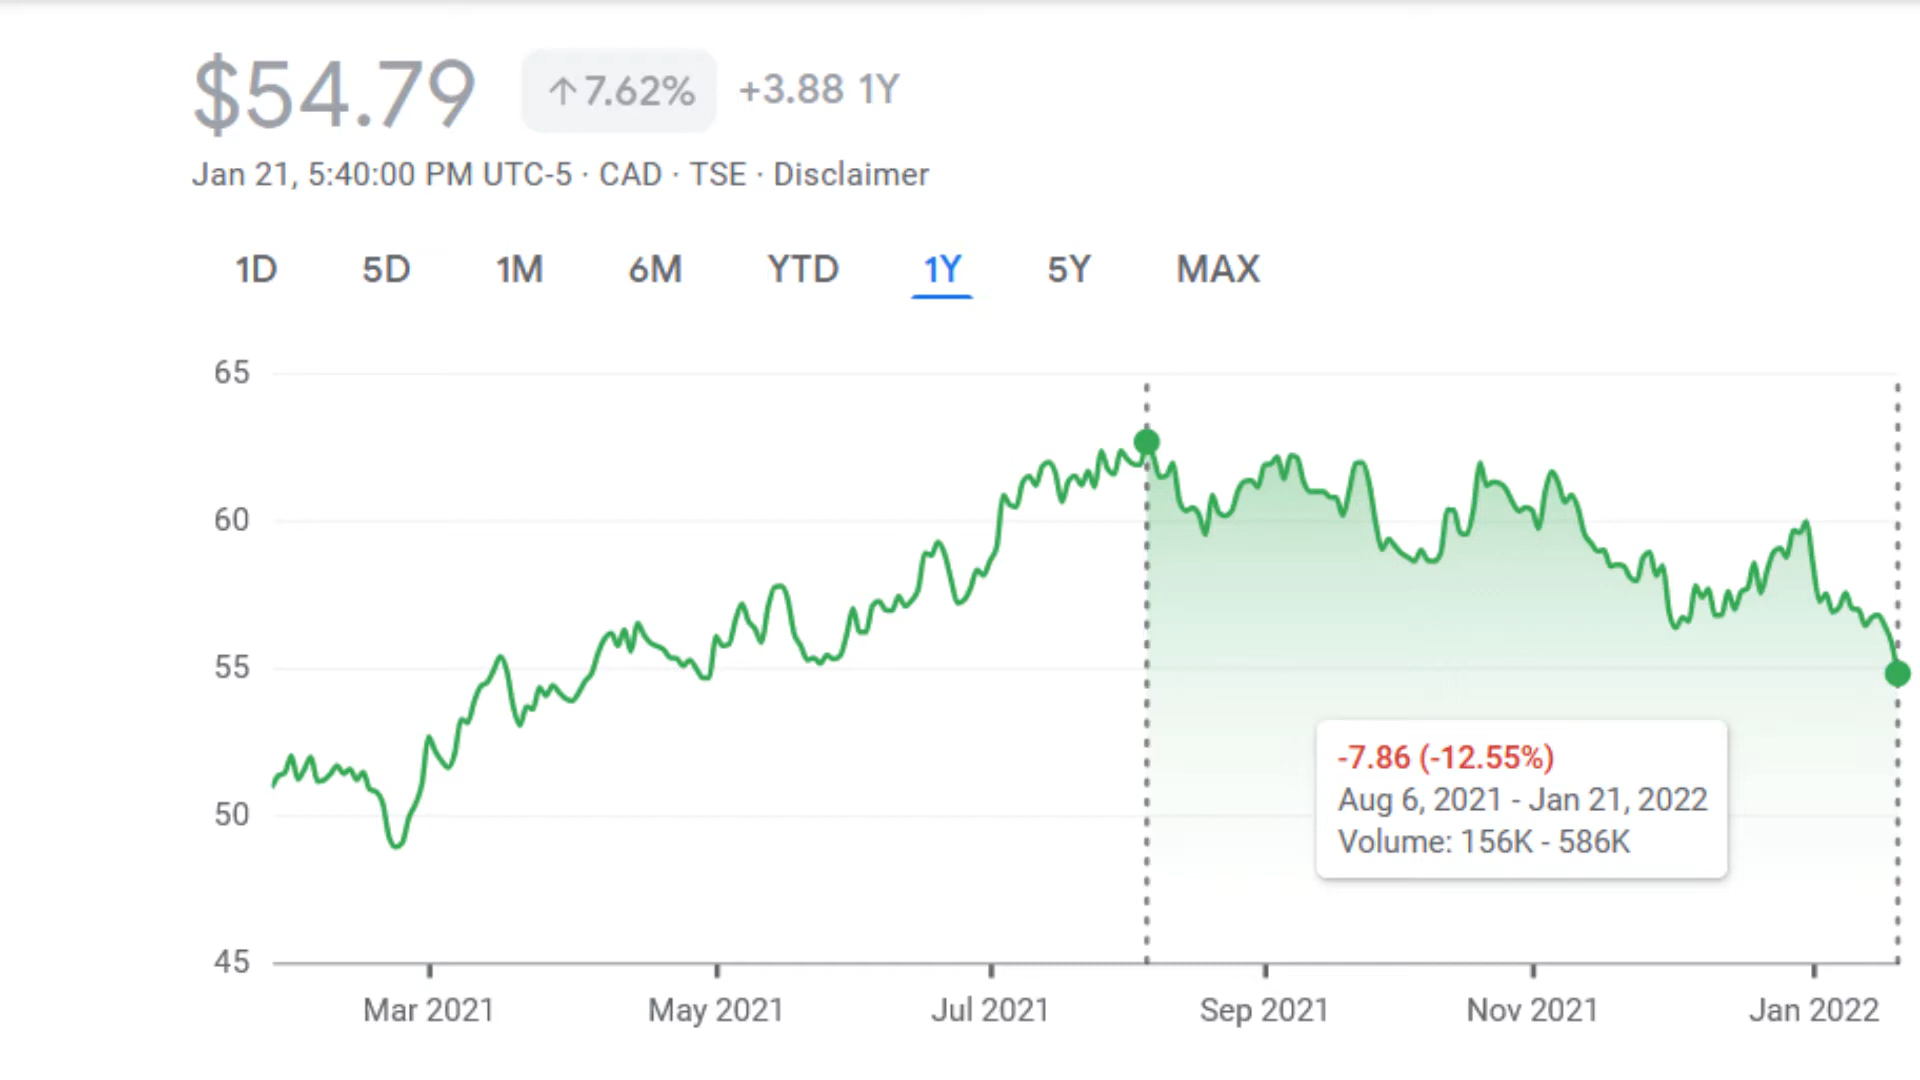 $54.79 ↑7.62% +3.88 1Y
Jan 21, 5:40:00 PM UTC-5 · CAD · TSE · Disclaimer
1D 5D 1M 6M YTD 1Y 5Y MAX
65
60
55
50
45
-7.86 (-12.55%)
Aug 6, 2021 - Jan 21, 2022
Volume: 156K - 586K
Mar 2021 May 2021 Jul 2021 Sep 2021 Nov 2021 Jan 2022